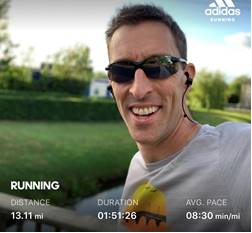 adidas
RUNNING
RUNNING
DISTANCE DURATION AVG. PACE
13.11 mi 01:51:26 08:30 min/mi